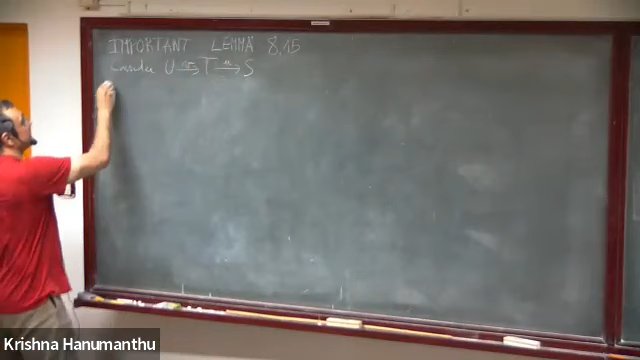 IMPORTANT LEMMA 8,15
Consider U → T → S
Krishna Hanumanthu